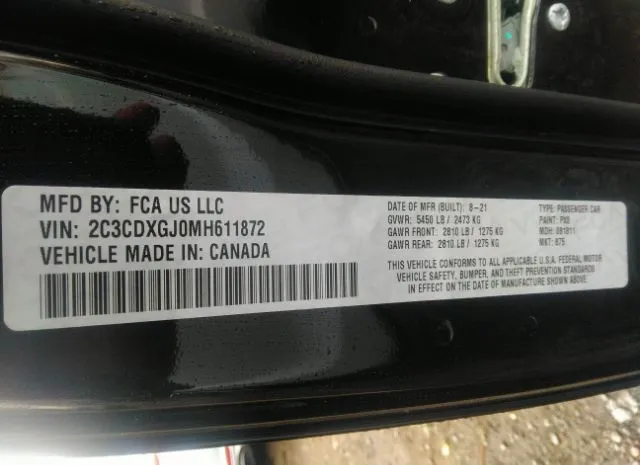 MFD BY: FCA US LLC
VIN: 2C3CDXGJ0MH611872
VEHICLE MADE IN: CANADA
DATE OF MFR (BUILT): 8-21
GVWR: 5450 LB / 2473 KG
GAWR FRONT: 2810 LB / 1275 KG
GAWR REAR: 2810 LB / 1275 KG
TYPE: PASSENGER CAR
PAINT: PX8
MDH: 081811
MKT: 875
THIS VEHICLE CONFORMS TO ALL APPLICABLE U.S.A. FEDERAL MOTOR
VEHICLE SAFETY, BUMPER, AND THEFT PREVENTION STANDARDS
IN EFFECT ON THE DATE OF MANUFACTURE SHOWN ABOVE.